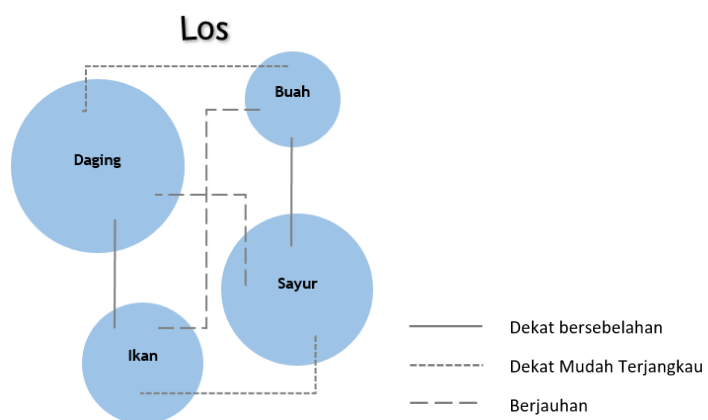 Los
Buah
Daging
Sayur
Ikan
Dekat bersebelahan
Dekat Mudah Terjangkau
Berjauhan